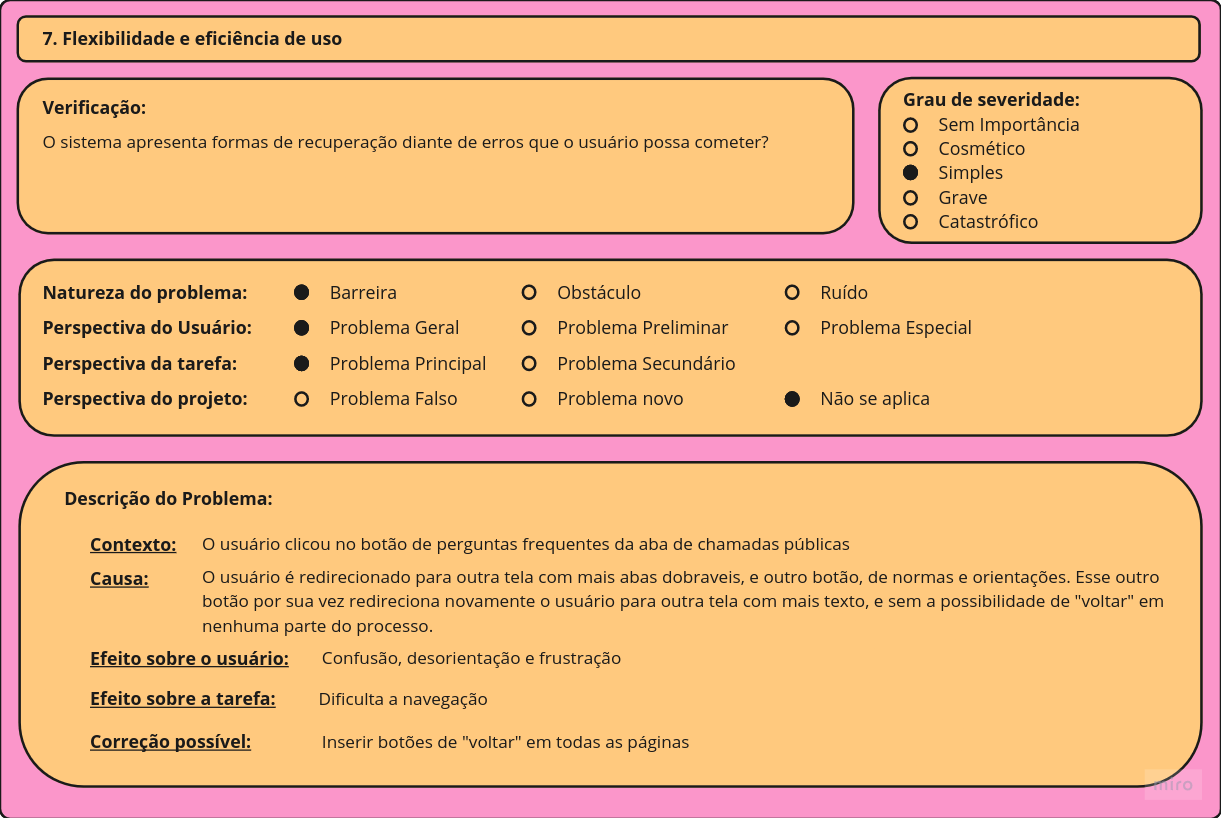 7. Flexibilidade e eficiência de uso
Verificação:
O sistema apresenta formas de recuperação diante de erros que o usuário possa cometer?
Grau de severidade:
Sem Importância
Cosmético
Simples
Grave
Catastrófico
Natureza do problema: Barreira Obstáculo Ruído
Perspectiva do Usuário: Problema Geral Problema Preliminar Problema Especial
Perspectiva da tarefa: Problema Principal Problema Secundário
Perspectiva do projeto: Problema Falso Problema novo Não se aplica
Descrição do Problema:
Contexto: O usuário clicou no botão de perguntas frequentes da aba de chamadas públicas
Causa: O usuário é redirecionado para outra tela com mais abas dobraveis, e outro botão, de normas e orientações. Esse outro
botão por sua vez redireciona novamente o usuário para outra tela com mais texto, e sem a possibilidade de "voltar" em
nenhuma parte do processo.
Efeito sobre o usuário: Confusão, desorientação e frustração
Efeito sobre a tarefa: Dificulta a navegação
Correção possível: Inserir botões de "voltar" em todas as páginas
miro